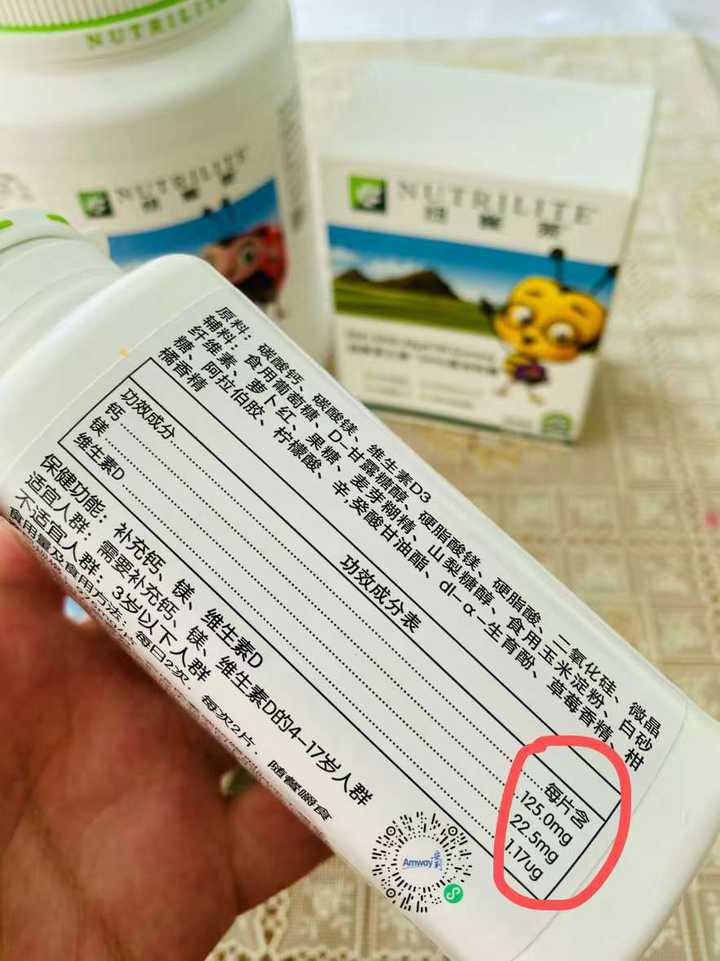 NUTRILITE
NUTRILITE
纽崔莱
NUTRILITE
纽崔莱
原料：碳酸钙、碳酸镁、维生素D3
辅料：食用葡萄糖、D-甘露糖醇、硬脂酸镁、硬脂酸、二氧化硅、微晶
纤维素、萝卜红、果糖、麦芽糊精、山梨糖醇、食用玉米淀粉、白砂
糖、阿拉伯胶、柠檬酸、辛,癸酸甘油酯、dl-α-生育酚、草莓香精、柑
橘香精
功效成分表
功效成分 每片含
钙 125.0mg
镁 22.5mg
维生素D 1.17ug
保健功能：补充钙、镁、维生素D
适宜人群：需要补充钙、镁、维生素D的4-17岁人群
不适宜人群：3岁以下人群
食用量及食用方法：每日2次，每次2片，随餐嚼食
Amway 安利